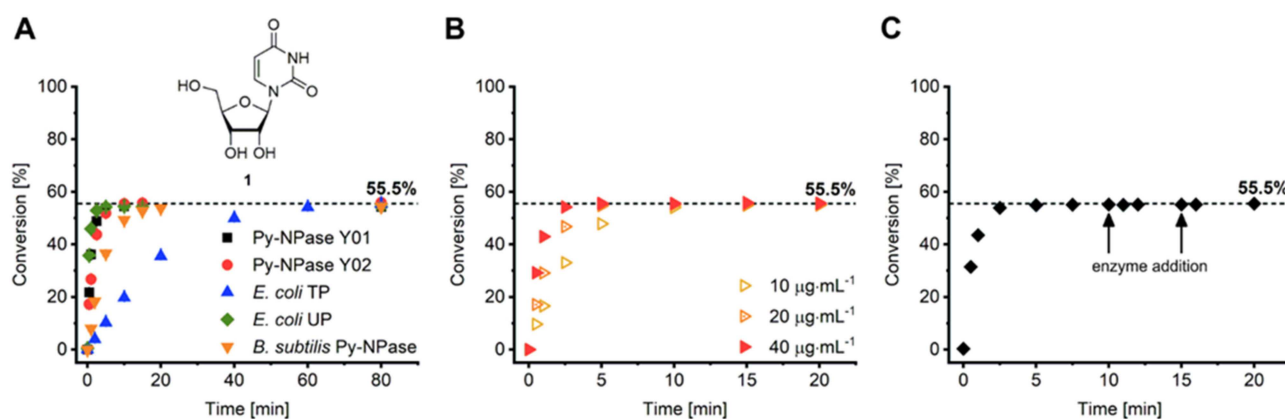 A
B
C
O
NH
HO
O
N
O
OH OH
1
Conversion [%]
100
80
60
40
20
0
55.5%
Py-NPase Y01
Py-NPase Y02
E. coli TP
E. coli UP
B. subtilis Py-NPase
0 20 40 60 80
Time [min]
Conversion [%]
100
80
60
40
20
0
55.5%
10 µg·mL⁻¹
20 µg·mL⁻¹
40 µg·mL⁻¹
0 5 10 15 20
Time [min]
Conversion [%]
100
80
60
40
20
0
55.5%
enzyme addition
0 5 10 15 20
Time [min]